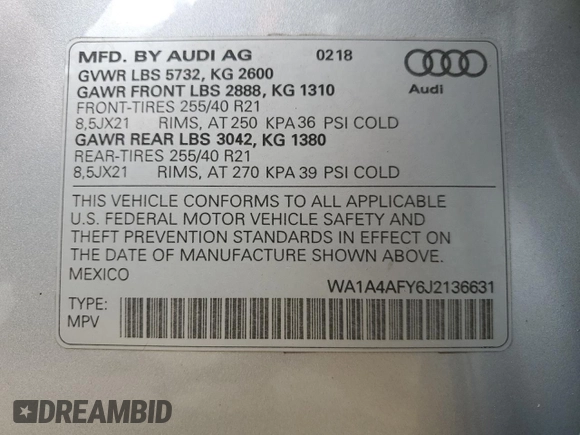 MFD. BY AUDI AG 0218
GVWR LBS 5732, KG 2600
GAWR FRONT LBS 2888, KG 1310
Audi
FRONT-TIRES 255/40 R21
8,5JX21 RIMS, AT 250 KPA 36 PSI COLD
GAWR REAR LBS 3042, KG 1380
REAR-TIRES 255/40 R21
8,5JX21 RIMS, AT 270 KPA 39 PSI COLD
THIS VEHICLE CONFORMS TO ALL APPLICABLE
U.S. FEDERAL MOTOR VEHICLE SAFETY AND
THEFT PREVENTION STANDARDS IN EFFECT ON
THE DATE OF MANUFACTURE SHOWN ABOVE.
MEXICO WA1A4AFY6J2136631
TYPE:
MPV
DREAMBID